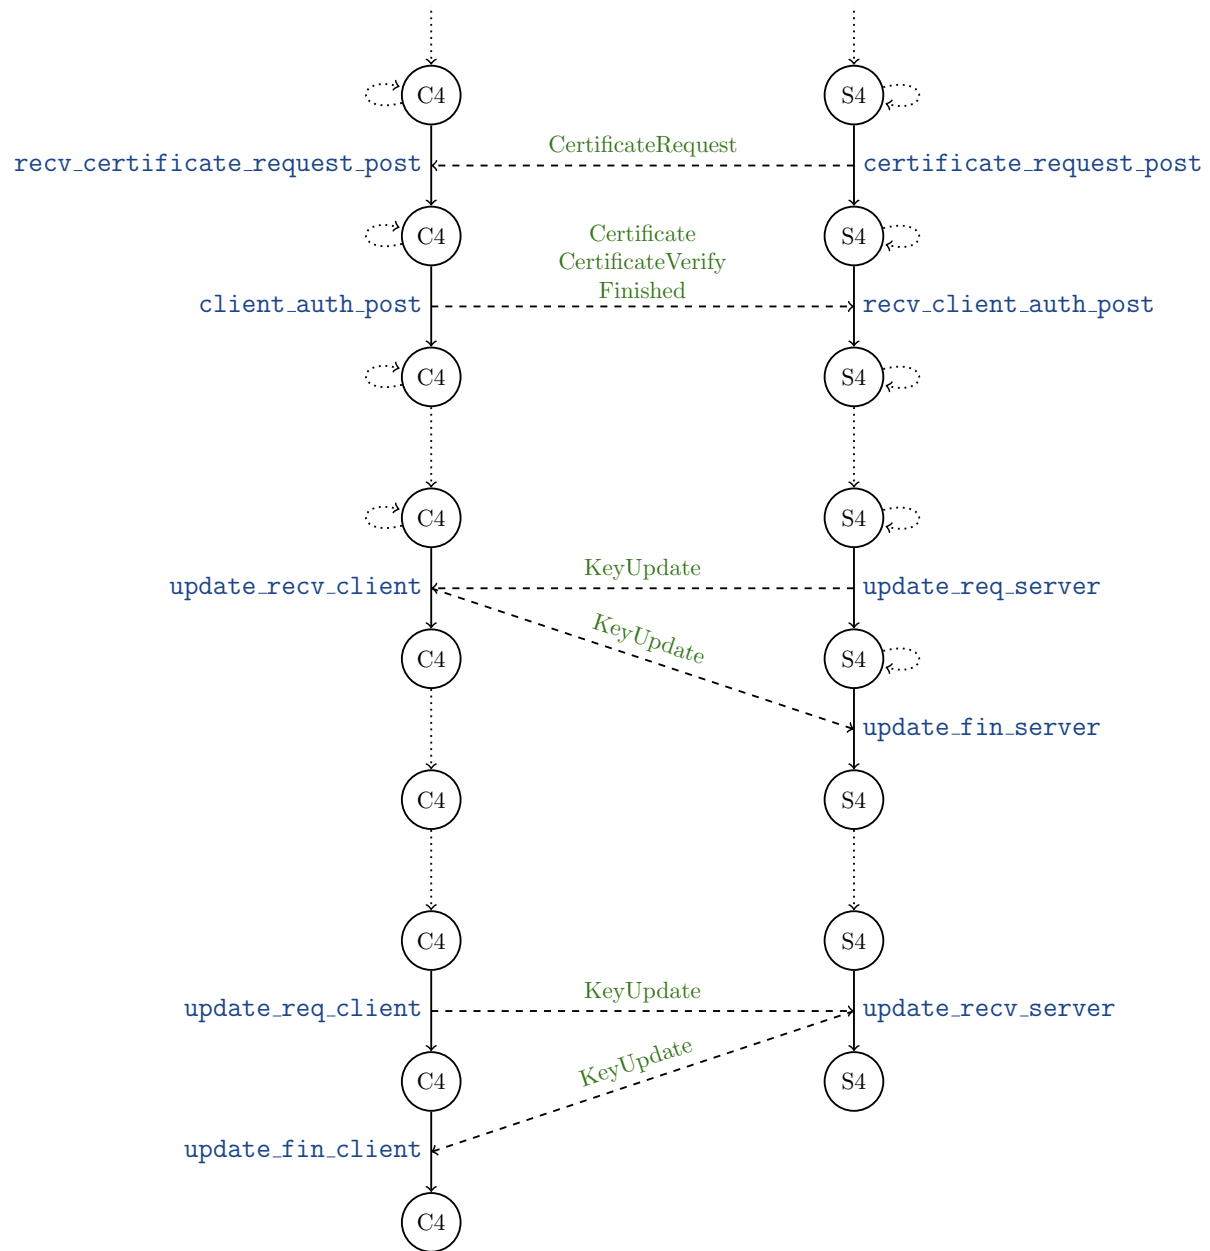 C4
S4
CertificateRequest
recv_certificate_request_post
certificate_request_post
C4
S4
Certificate
CertificateVerify
Finished
client_auth_post
recv_client_auth_post
C4
S4
C4
S4
KeyUpdate
update_recv_client
update_req_server
KeyUpdate
C4
S4
update_fin_server
C4
S4
C4
S4
KeyUpdate
update_req_client
update_recv_server
KeyUpdate
C4
S4
update_fin_client
C4